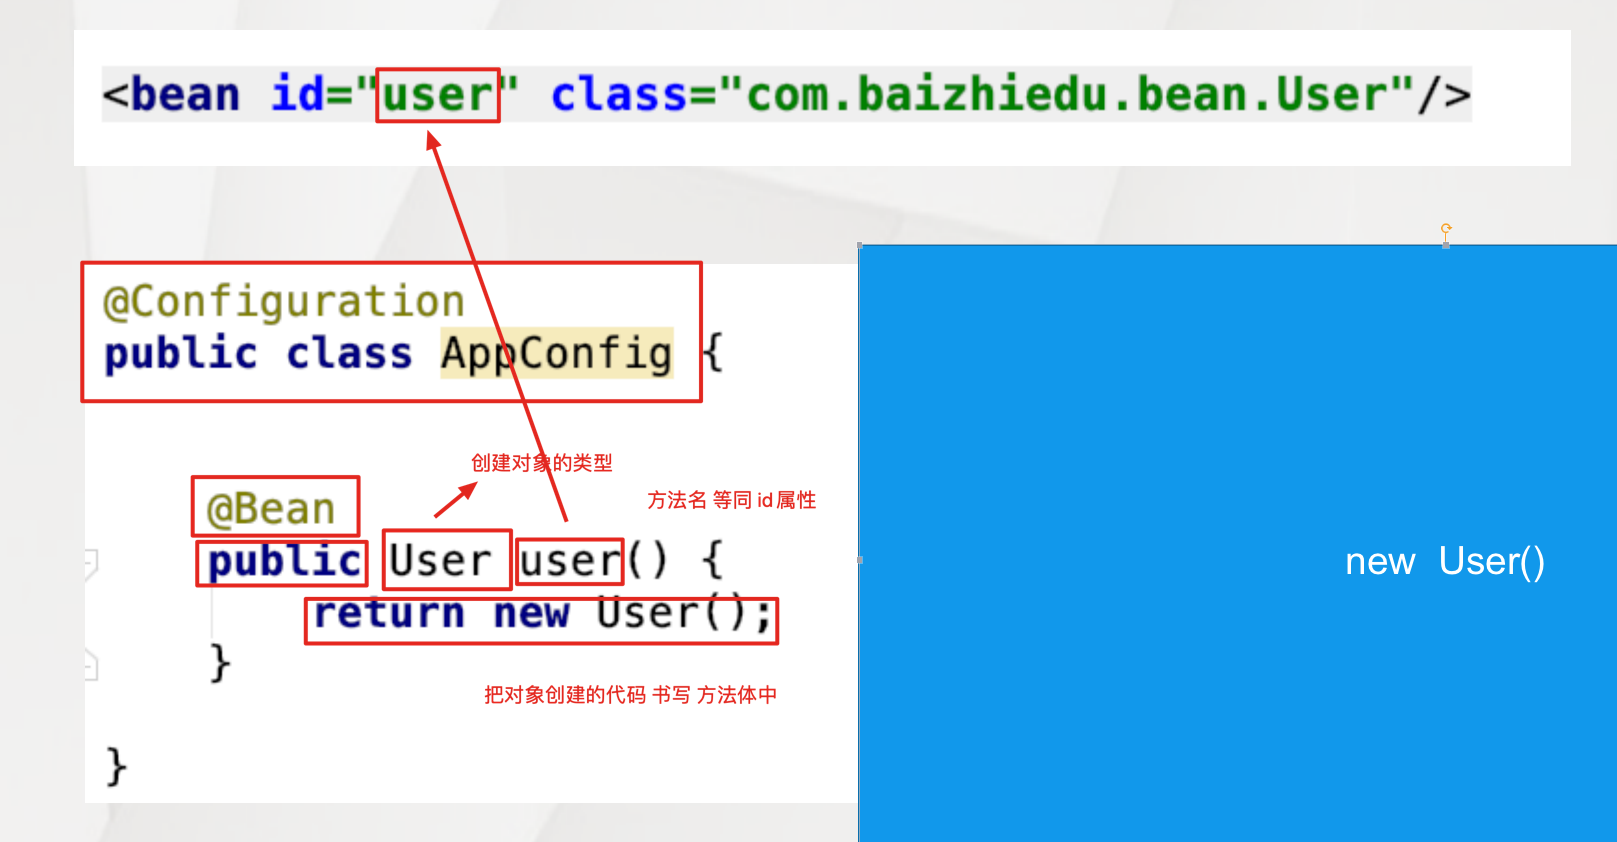 <bean id="user" class="com.baizhiedu.bean.User"/>
@Configuration
public class AppConfig {
创建对象的类型
方法名 等同 id属性
@Bean
public User user() {
return new User();
}
把对象创建的代码 书写 方法体中
}
new User()